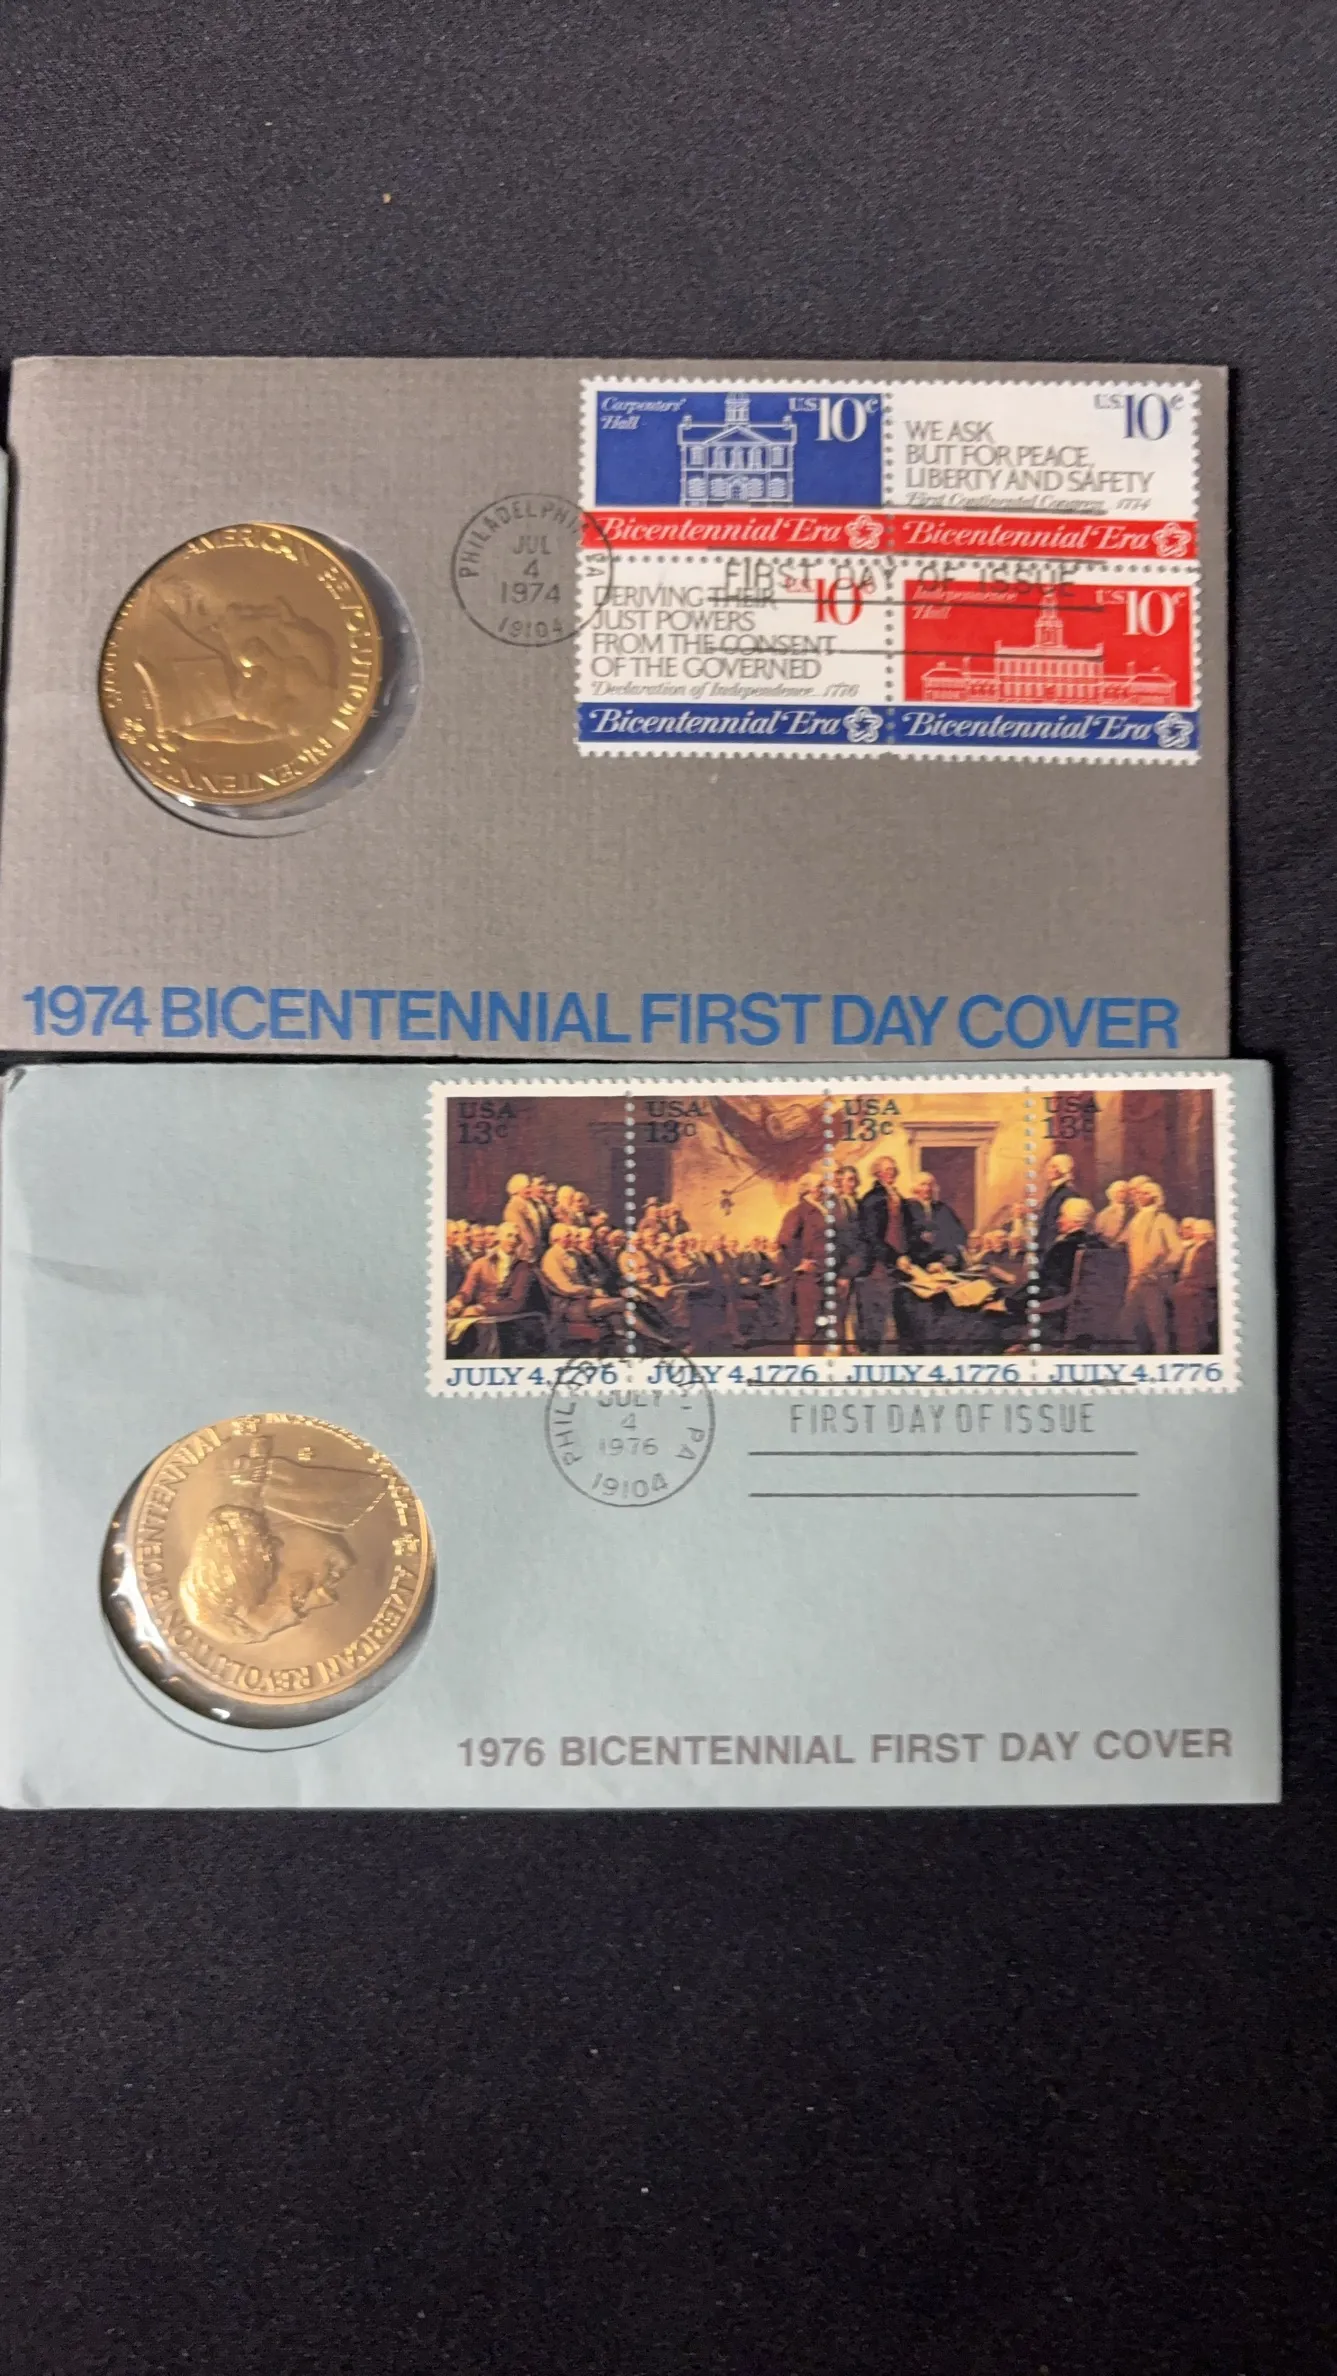 Carpenters'
Hall
U.S. 10c
U.S. 10c
WE ASK
BUT FOR PEACE,
LIBERTY AND SAFETY
First Continental Congress, 1774
Bicentennial Era
Bicentennial Era
PHILADELPHIA PA
JUL
4
1974
19104
FIRST DAY OF ISSUE
U.S. 10c
DERIVING THEIR
JUST POWERS
FROM THE CONSENT
OF THE GOVERNED
Declaration of Independence, 1776
Independence
Hall
U.S. 10c
Bicentennial Era
Bicentennial Era
AMERICAN REVOLUTION BICENTENNIAL
1974 BICENTENNIAL FIRST DAY COVER
USA
13c
USA
13c
USA
13c
USA
13c
JULY 4, 1776
JULY 4, 1776
JULY 4, 1776
JULY 4, 1776
PA
JULY
4
1976
19104
FIRST DAY OF ISSUE
AMERICAN REVOLUTION BICENTENNIAL
1976 BICENTENNIAL FIRST DAY COVER